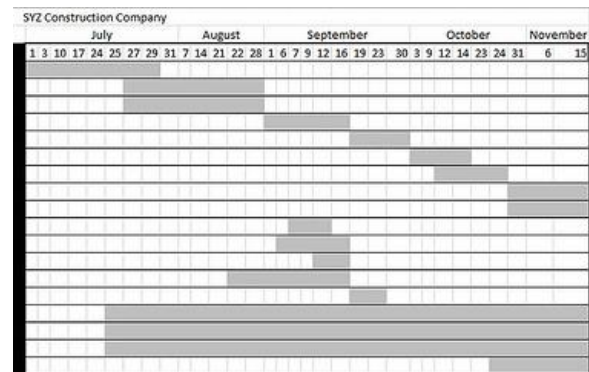 SYZ Construction Company
July August September October November
1 3 10 17 24 25 27 29 31 7 14 21 22 28 1 6 7 9 12 16 19 23 30 3 9 12 14 23 24 31 6 15